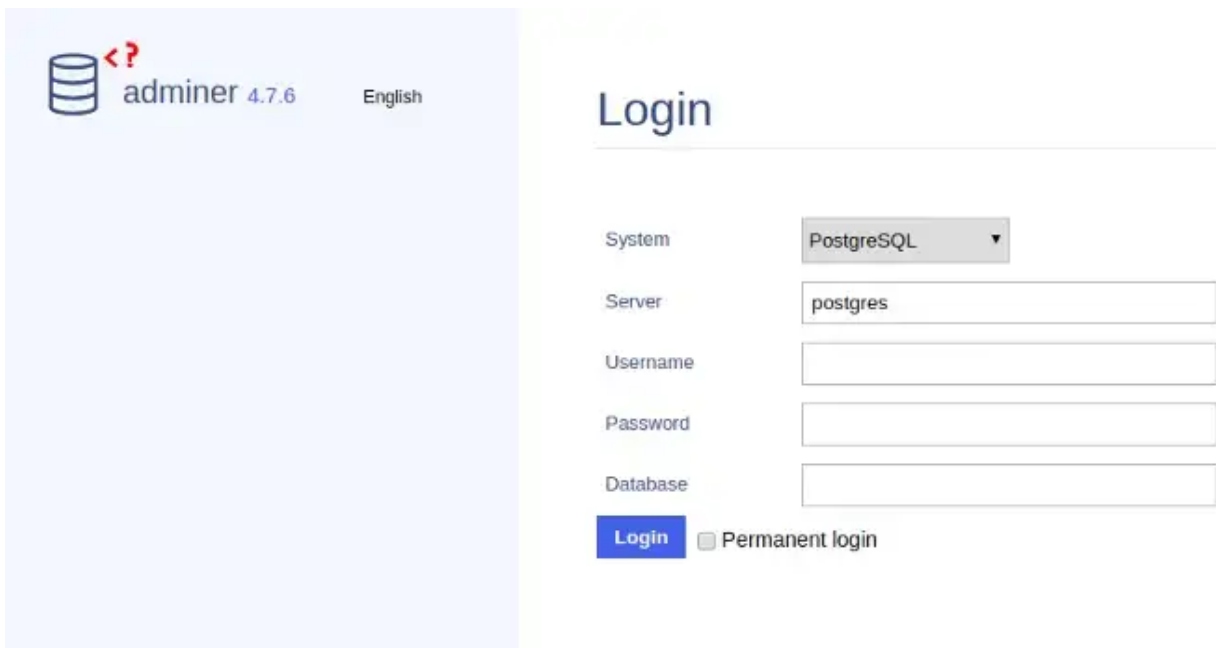 <?
adminer 4.7.6
English
Login
System PostgreSQL
Server postgres
Username
Password
Database
Login Permanent login